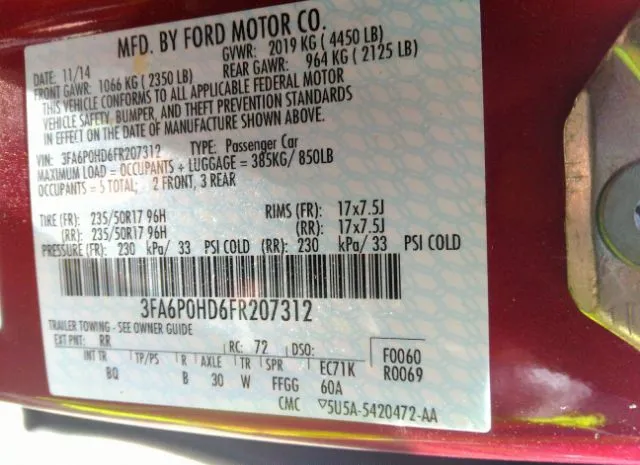 MFD. BY FORD MOTOR CO.
DATE: 11/14 GVWR: 2019 KG ( 4450 LB)
FRONT GAWR: 1066 KG ( 2350 LB) REAR GAWR: 964 KG ( 2125 LB)
THIS VEHICLE CONFORMS TO ALL APPLICABLE FEDERAL MOTOR
VEHICLE SAFETY, BUMPER, AND THEFT PREVENTION STANDARDS
IN EFFECT ON THE DATE OF MANUFACTURE SHOWN ABOVE.
VIN: 3FA6P0HD6FR207312 TYPE: Passenger Car
MAXIMUM LOAD = OCCUPANTS + LUGGAGE = 385KG/ 850LB
OCCUPANTS = 5 TOTAL; 2 FRONT, 3 REAR
TIRE (FR): 235/50R17 96H RIMS (FR): 17x7.5J
(RR): 235/50R17 96H (RR): 17x7.5J
PRESSURE (FR): 230 kPa/ 33 PSI COLD (RR): 230 kPa/ 33 PSI COLD
3FA6P0HD6FR207312
TRAILER TOWING - SEE OWNER GUIDE
EXT PNT: RR RC: 72 DSO: F0060
INT TR TP/PS R AXLE TR SPR EC71K R0069
BQ B 30 W FFGG 60A
CMC ▽5U5A-5420472-AA